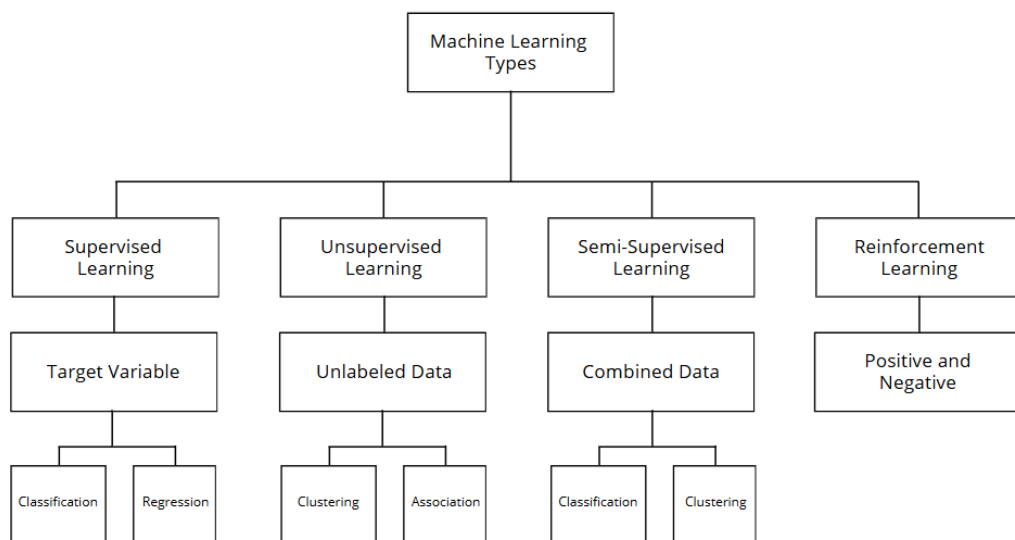 Machine Learning
Types
Supervised
Learning
Unsupervised
Learning
Semi-Supervised
Learning
Reinforcement
Learning
Target Variable
Unlabeled Data
Combined Data
Positive and
Negative
Classification
Regression
Clustering
Association
Classification
Clustering